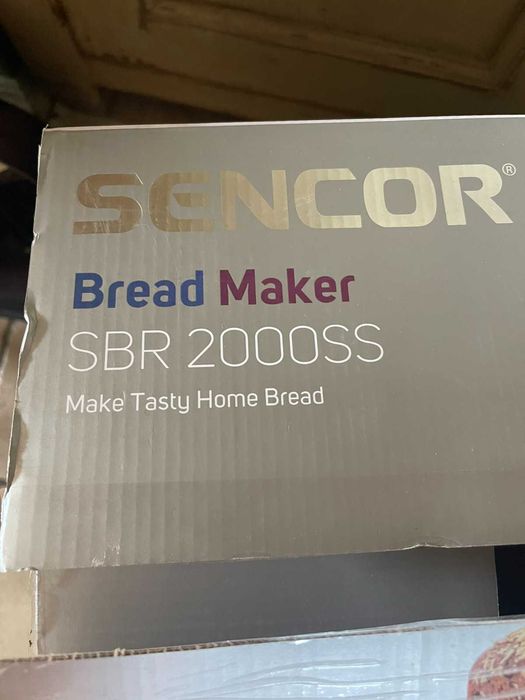 SENCOR®
Bread Maker
SBR 2000SS
Make Tasty Home Bread